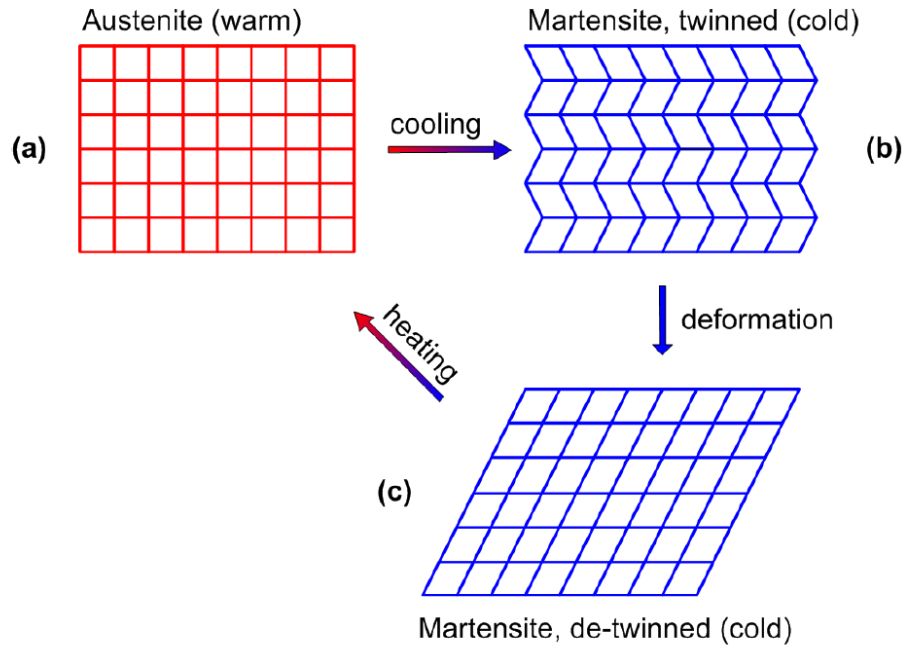 Austenite (warm)
Martensite, twinned (cold)
(a)
cooling
(b)
heating
deformation
(c)
Martensite, de-twinned (cold)